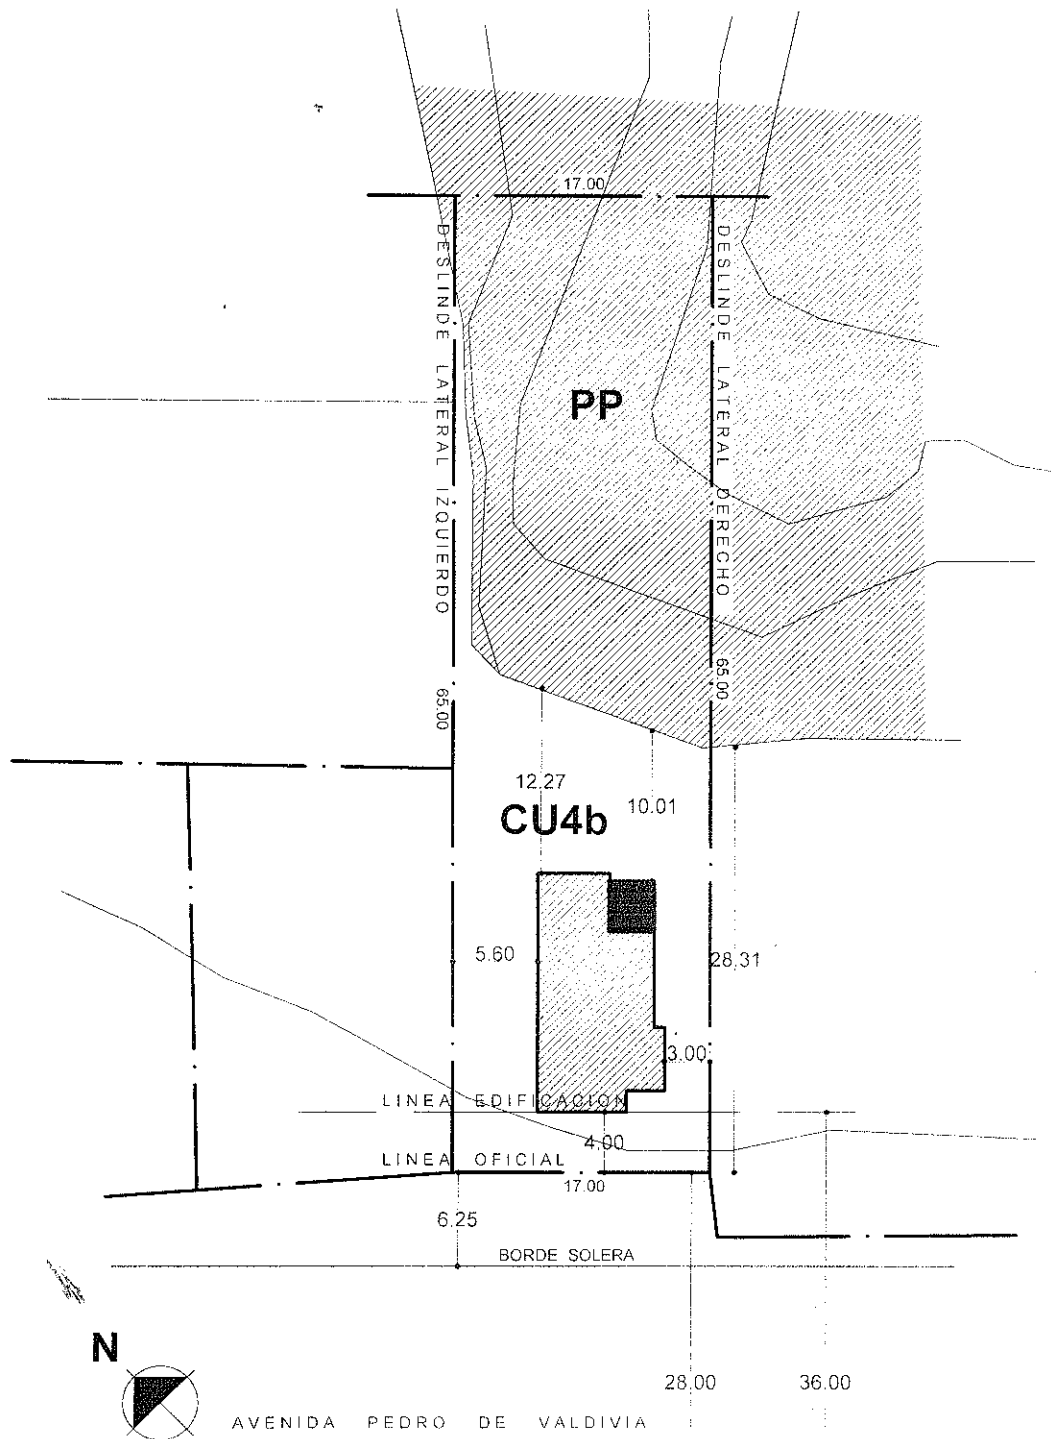 17.00
DESLINDE LATERAL IZQUIERDO
DESLINDE LATERAL DERECHO
PP
65.00
65.00
12.27
10.01
CU4b
5.60
28.31
3.00
LINEA EDIFICACION
4.00
LINEA OFICIAL
17.00
6.25
BORDE SOLERA
N
28.00
36.00
AVENIDA PEDRO DE VALDIVIA